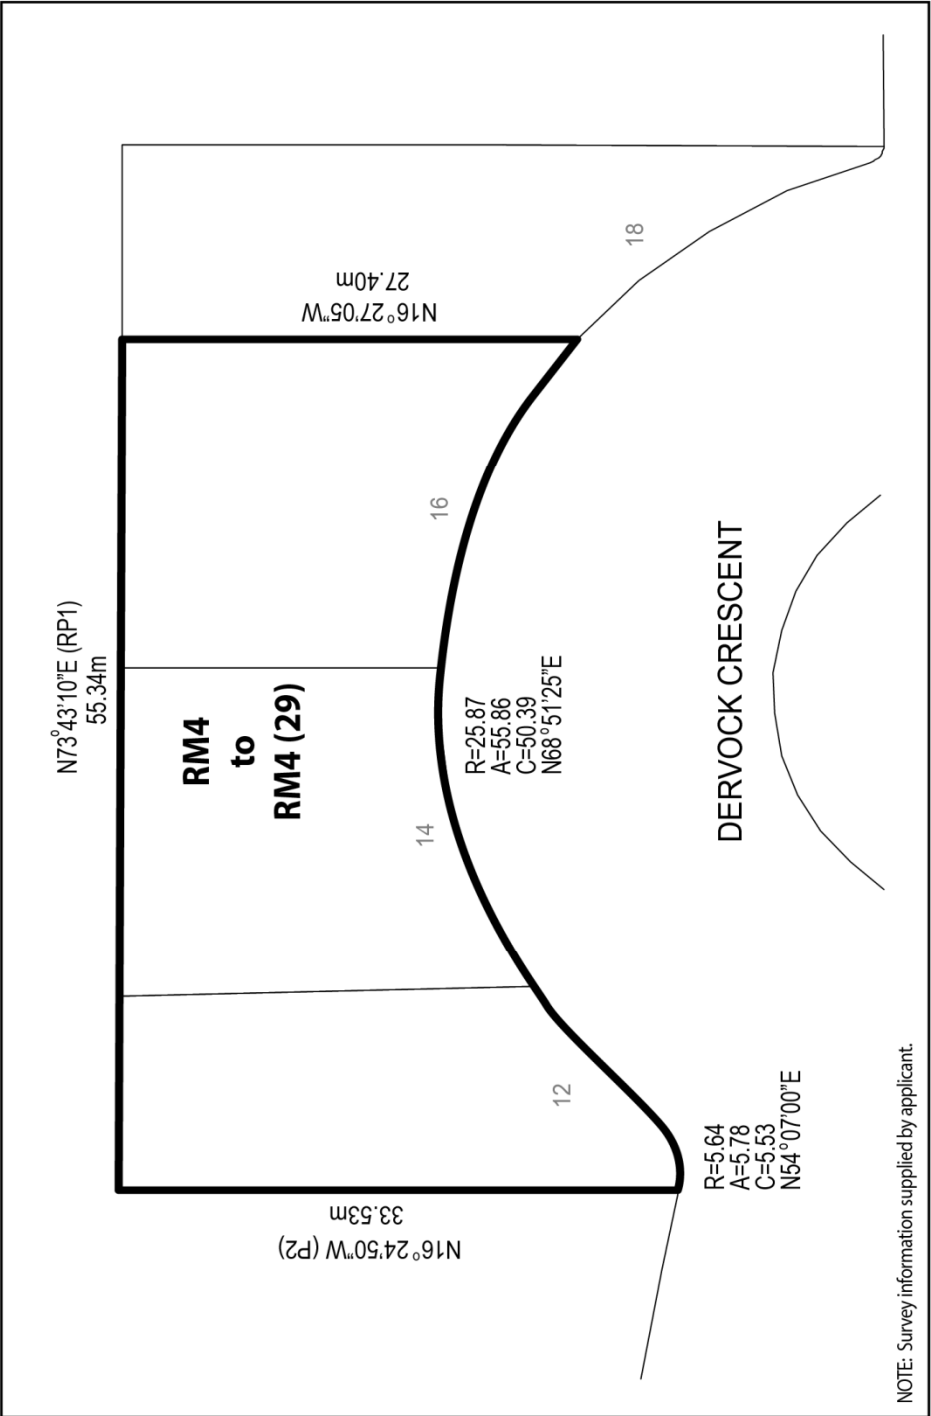 N73°43'10"E (RP1)
55.34m
N16°24'50"W (P2)
33.53m
RM4
to
RM4 (29)
N16°27'05"W
27.40m
12
14
16
18
R=5.64
A=5.78
C=5.53
N54°07'00"E
R=25.87
A=55.86
C=50.39
N68°51'25"E
DERVOCK CRESCENT
NOTE: Survey information supplied by applicant.